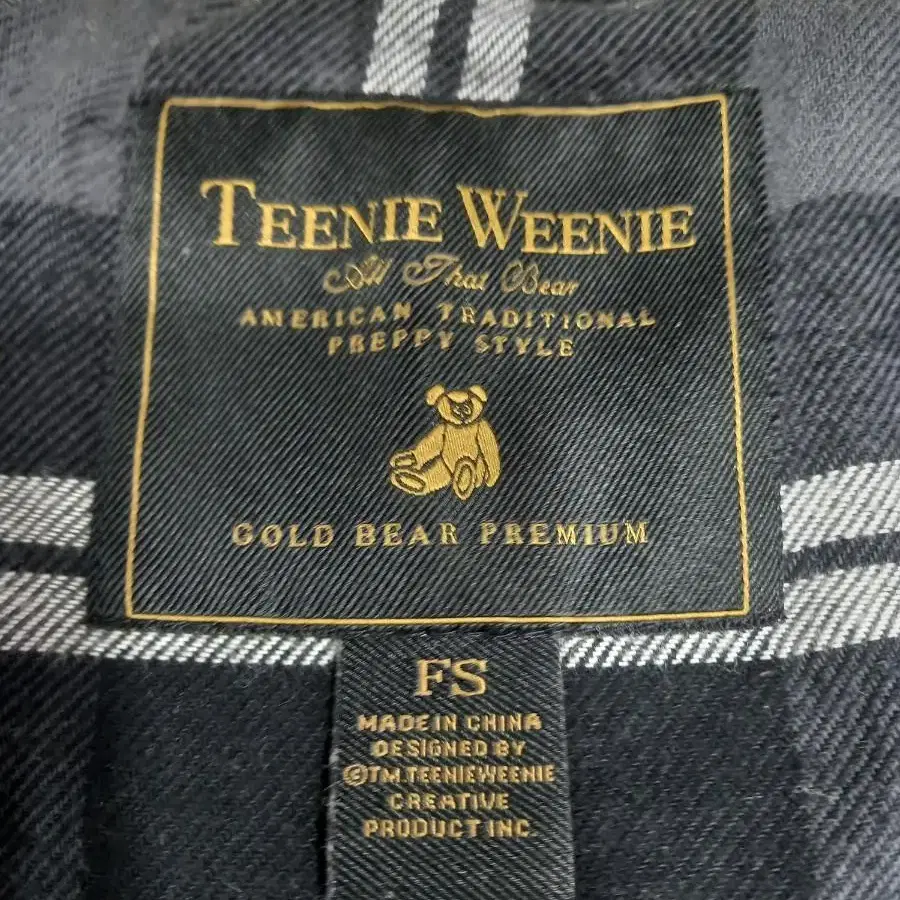 TEENIE WEENIE
All That Bear
AMERICAN TRADITIONAL
PREPPY STYLE
GOLD BEAR PREMIUM
FS
MADE IN CHINA
DESIGNED BY
©TM.TEENIEWEENIE
CREATIVE
PRODUCT INC.